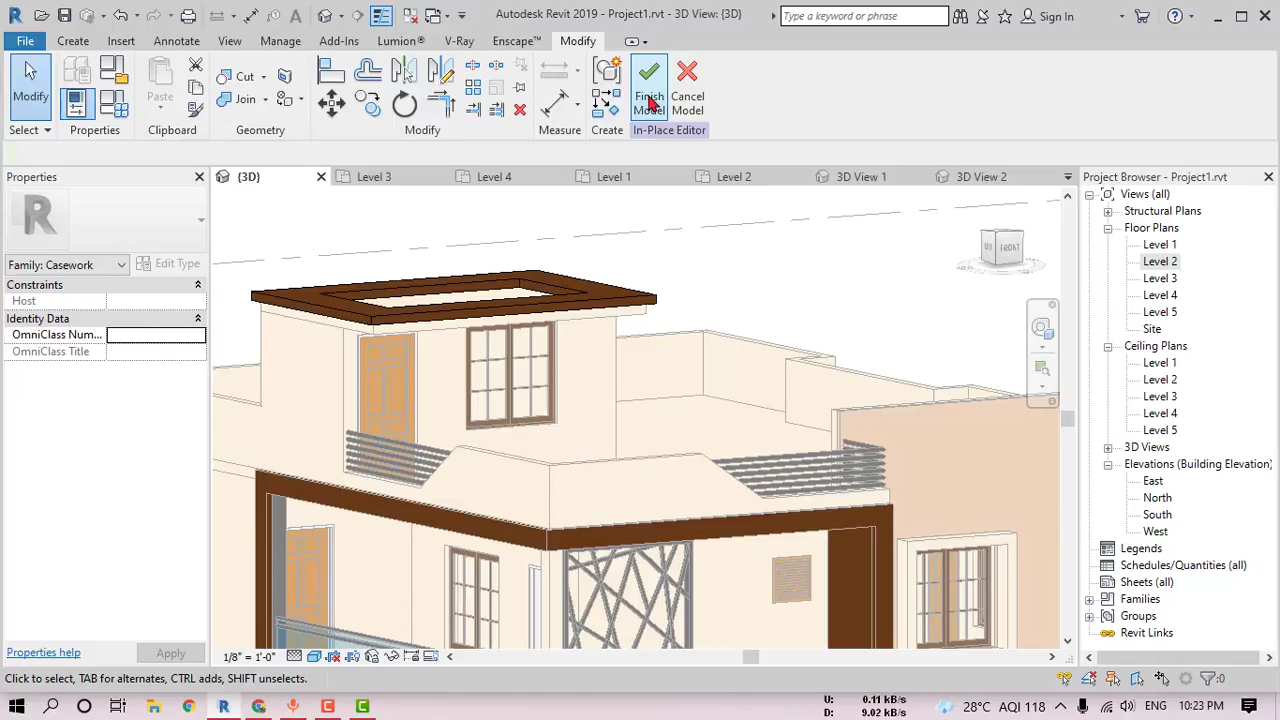 Autodesk Revit 2019 - Project1.rvt - 3D View: {3D}
Type a keyword or phrase
Sign In
File Create Insert Annotate View Manage Add-Ins Lumion® V-Ray Enscape™ Modify
Modify Paste Cut Join Finish Model Cancel Model
Select Properties Clipboard Geometry Modify Measure Create In-Place Editor
Properties
{3D} Level 3 Level 4 Level 1 Level 2 3D View 1 3D View 2
Project Browser - Project1.rvt
Family: Casework Edit Type
Constraints
Host
Identity Data
OmniClass Num...
OmniClass Title
Properties help Apply
FRONT
Views (all)
Structural Plans
Floor Plans
Level 1
Level 2
Level 3
Level 4
Level 5
Site
Ceiling Plans
Level 1
Level 2
Level 3
Level 4
Level 5
3D Views
Elevations (Building Elevation)
East
North
South
West
Legends
Schedules/Quantities (all)
Sheets (all)
Families
Groups
Revit Links
1/8" = 1'-0"
Click to select, TAB for alternates, CTRL adds, SHIFT unselects.
:0
U: 0.11 kB/s
D: 9.02 kB/s
28°C AQI 118 ENG 10:23 PM